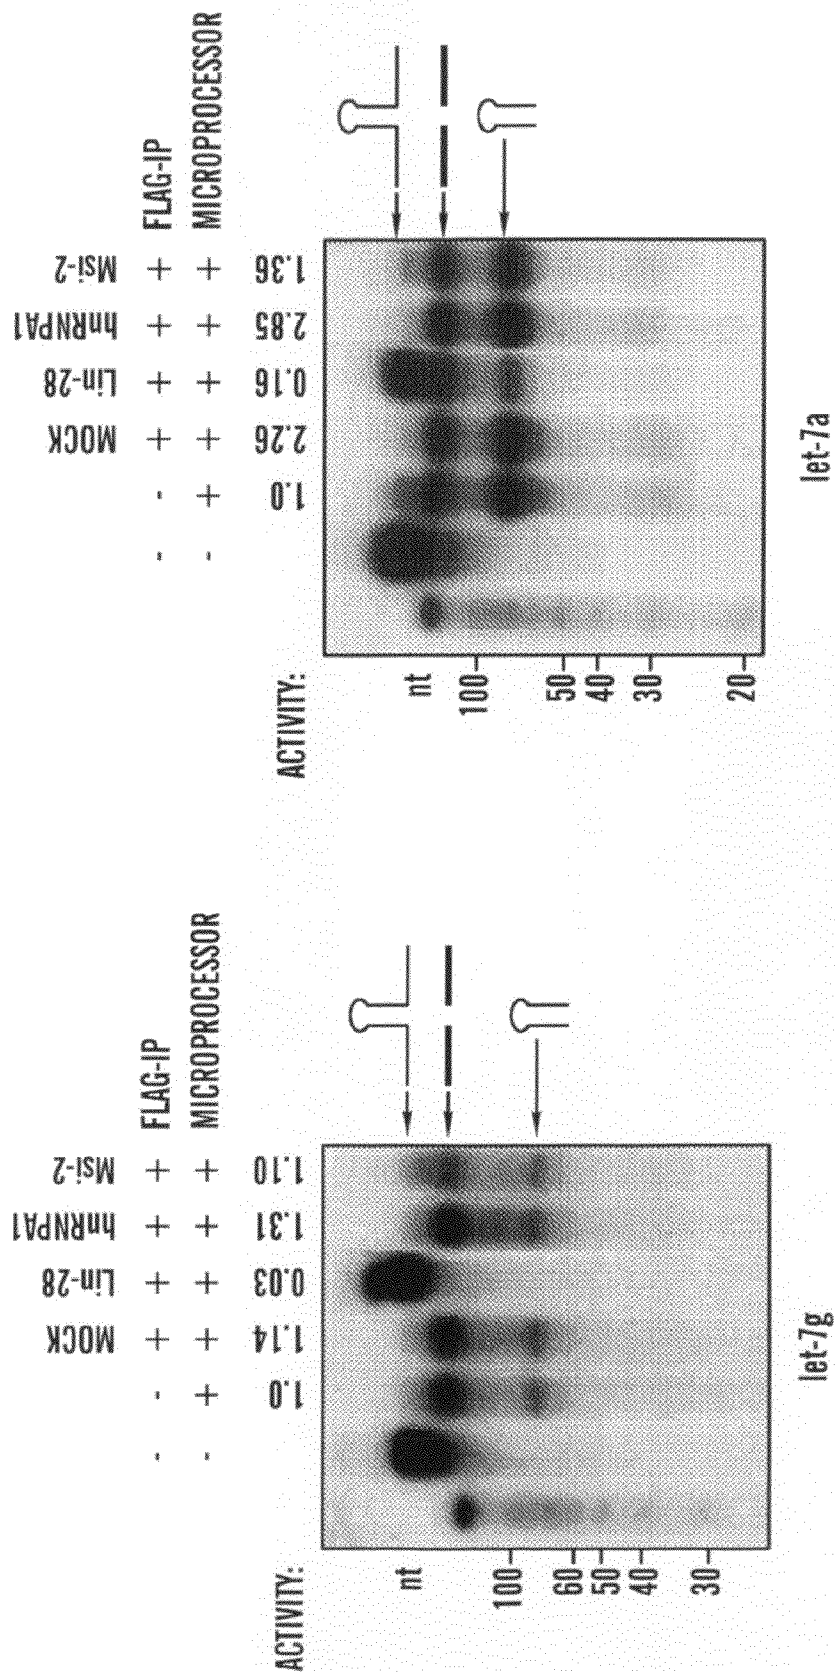 MOCK Lin-28 hnRNPA1 Msi-2
- - + + + + FLAG-IP
- + + + + + MICROPROCESSOR
ACTIVITY: 1.0 1.14 0.03 1.31 1.10
nt
100
60
50
40
30
let-7g
MOCK Lin-28 hnRNPA1 Msi-2
- - + + + + FLAG-IP
- + + + + + MICROPROCESSOR
ACTIVITY: 1.0 2.26 0.16 2.85 1.36
nt
100
50
40
30
20
let-7a